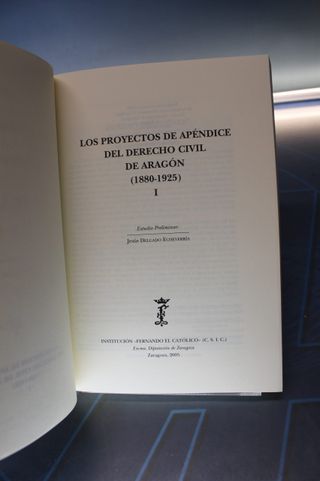 LOS PROYECTOS DE APÉNDICE
DEL DERECHO CIVIL
DE ARAGÓN
(1880-1925)
I
Estudio Preliminar
JESÚS DELGADO ECHEVERRÍA
INSTITUCIÓN «FERNANDO EL CATÓLICO» (C. S. I. C.)
Excma. Diputación de Zaragoza
Zaragoza, 2005